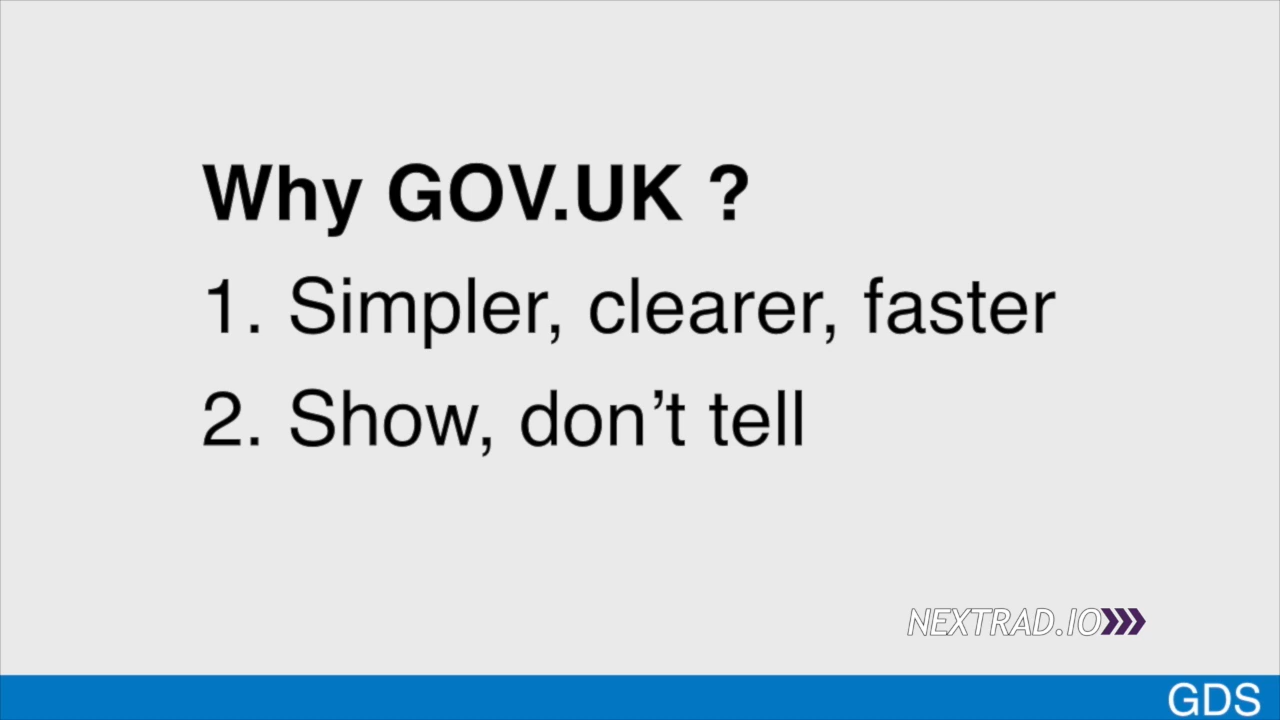 Why GOV.UK ?
1. Simpler, clearer, faster
2. Show, don’t tell
NEXTRAD.IO
GDS